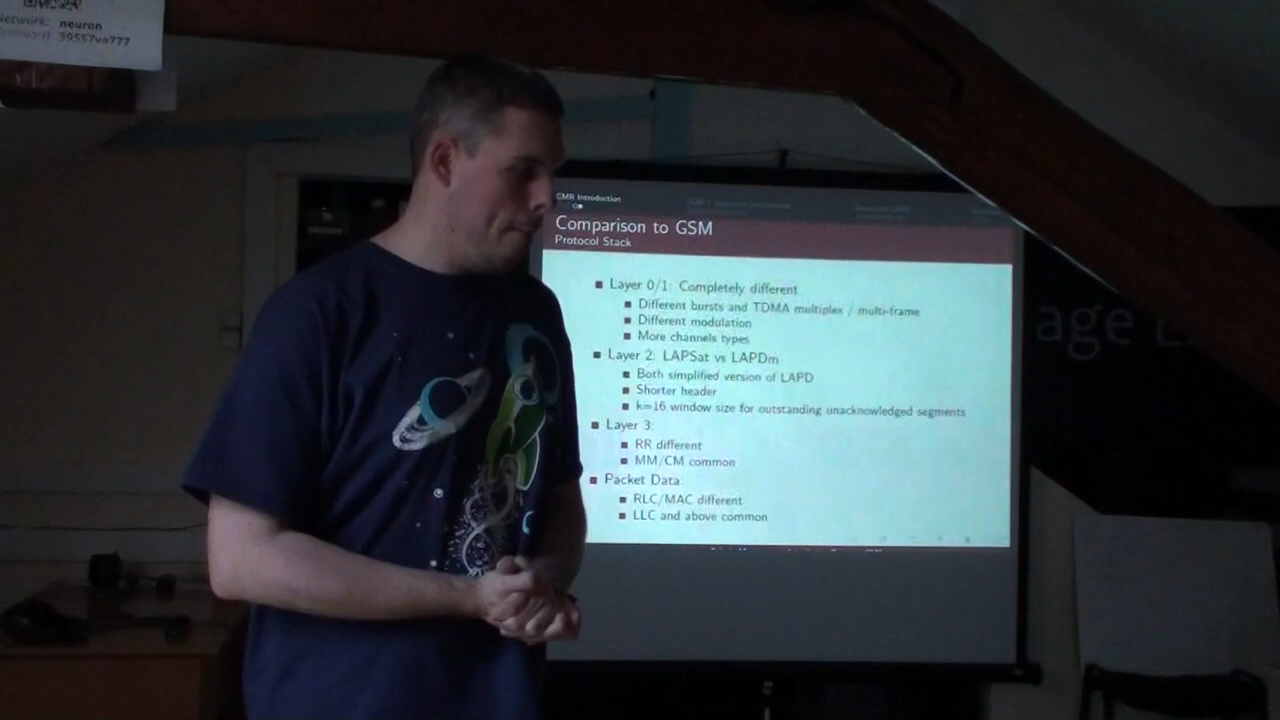 Network: neuron
39557va777
GMR Introduction
Comparison to GSM
Protocol Stack
Layer 0/1: Completely different
Different bursts and TDMA multiplex / multi-frame
Different modulation
More channels types
Layer 2: LAPSat vs LAPDm
Both simplified version of LAPD
Shorter header
k=16 window size for outstanding unacknowledged segments
Layer 3:
RR different
MM/CM common
Packet Data:
RLC/MAC different
LLC and above common
age